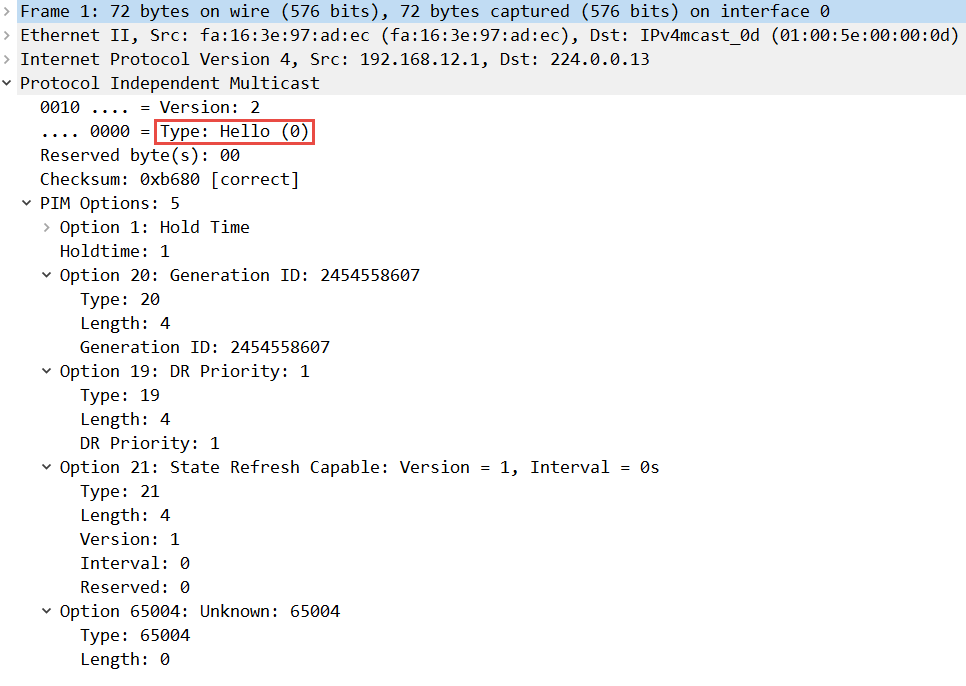 Frame 1: 72 bytes on wire (576 bits), 72 bytes captured (576 bits) on interface 0
Ethernet II, Src: fa:16:3e:97:ad:ec (fa:16:3e:97:ad:ec), Dst: IPv4mcast_0d (01:00:5e:00:00:0d)
Internet Protocol Version 4, Src: 192.168.12.1, Dst: 224.0.0.13
Protocol Independent Multicast
0010 .... = Version: 2
.... 0000 = Type: Hello (0)
Reserved byte(s): 00
Checksum: 0xb680 [correct]
PIM Options: 5
Option 1: Hold Time
Holdtime: 1
Option 20: Generation ID: 2454558607
Type: 20
Length: 4
Generation ID: 2454558607
Option 19: DR Priority: 1
Type: 19
Length: 4
DR Priority: 1
Option 21: State Refresh Capable: Version = 1, Interval = 0s
Type: 21
Length: 4
Version: 1
Interval: 0
Reserved: 0
Option 65004: Unknown: 65004
Type: 65004
Length: 0